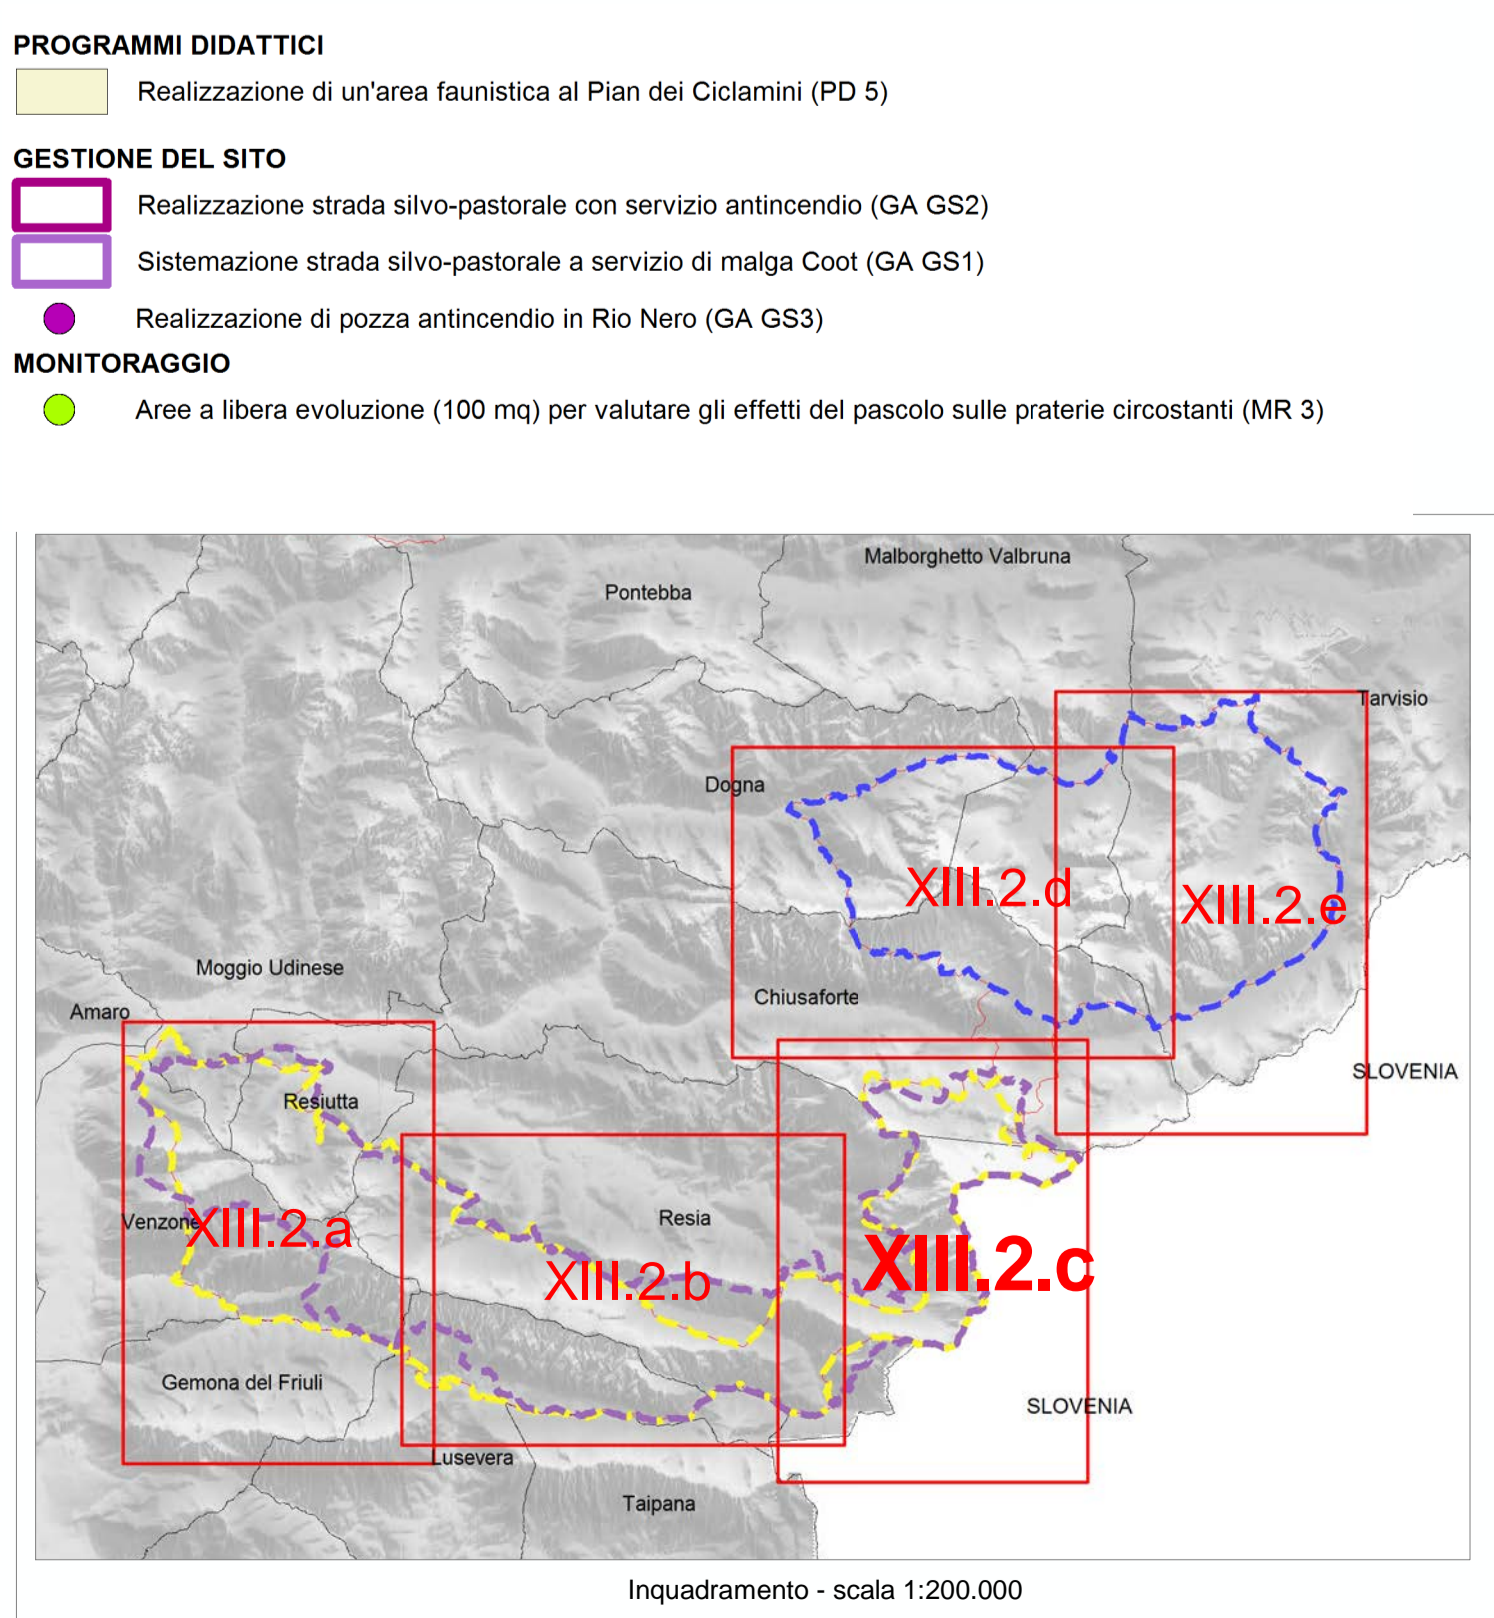 PROGRAMMI DIDATTICI
Realizzazione di un'area faunistica al Pian dei Ciclamini (PD 5)
GESTIONE DEL SITO
Realizzazione strada silvo-pastorale con servizio antincendio (GA GS2)
Sistemazione strada silvo-pastorale a servizio di malga Coot (GA GS1)
Realizzazione di pozza antincendio in Rio Nero (GA GS3)
MONITORAGGIO
Aree a libera evoluzione (100 mq) per valutare gli effetti del pascolo sulle praterie circostanti (MR 3)
Malborghetto Valbruna
Pontebba
Tarvisio
Dogna
XIII.2.d
XIII.2.e
Moggio Udinese
Chiusaforte
Amaro
SLOVENIA
Resiutta
Resia
Venzone
XIII.2.a
XIII.2.c
XIII.2.b
Gemona del Friuli
SLOVENIA
Lusevera
Taipana
Inquadramento - scala 1:200.000